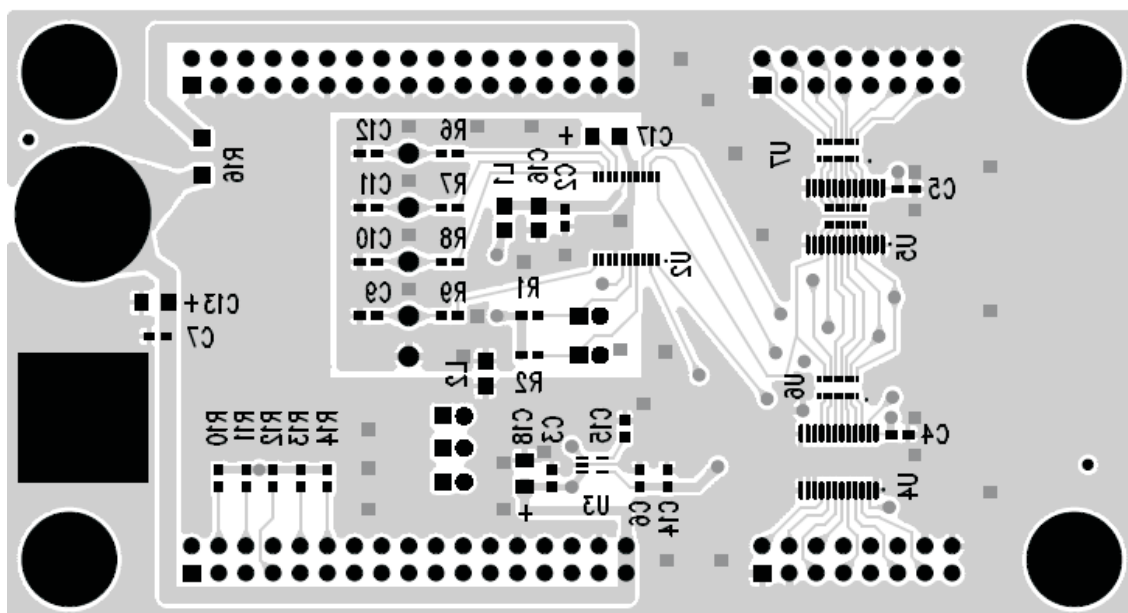 C12
R6
+
C17
R16
C11
R7
L1
C16
C2
U7
C5
C10
R8
U2
U5
C9
R9
R1
C13
+
C7
L2
R2
U6
R10
R11
R12
R13
R14
C18
C3
C15
C4
+
U3
C6
C14
U4